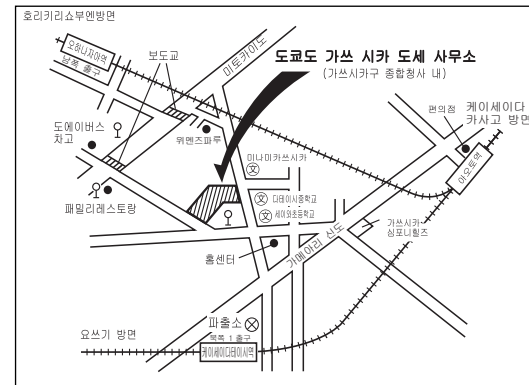 호리키리쇼부엔방면
오하나쟈야역
남쪽 출구
보도교
미토카이도
도쿄도 가쓰 시카 도세 사무소
(가쓰시카구 종합청사 내)
도에이버스
차고
위멘즈파루
미나미카쓰시카
편의점
케이세이다
카사고 방면
아오토역
패밀리레스토랑
다테이시중학교
세이와초등학교
가쓰시카
심포니힐즈
홈센터
가메아리 신도
파출소
요쓰기 방면
북쪽 1 출구
케이세이다테이시역